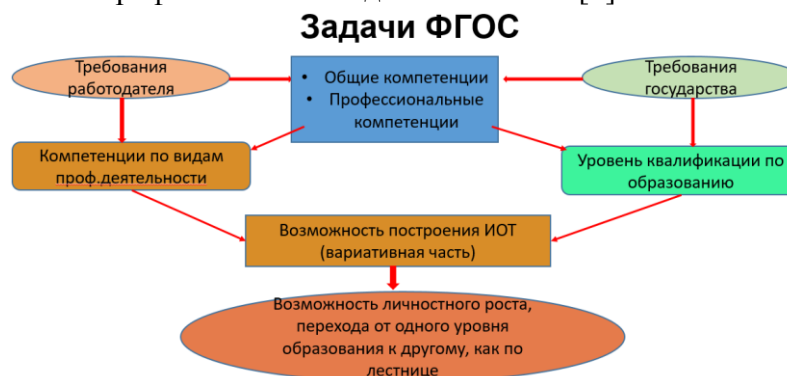 Задачи ФГОС
Требования
работодателя
• Общие компетенции
• Профессиональные
компетенции
Требования
государства
Компетенции по видам
проф.деятельности
Уровень квалификации по
образованию
Возможность построения ИОТ
(вариативная часть)
Возможность личностного роста,
перехода от одного уровня
образования к другому, как по
лестнице